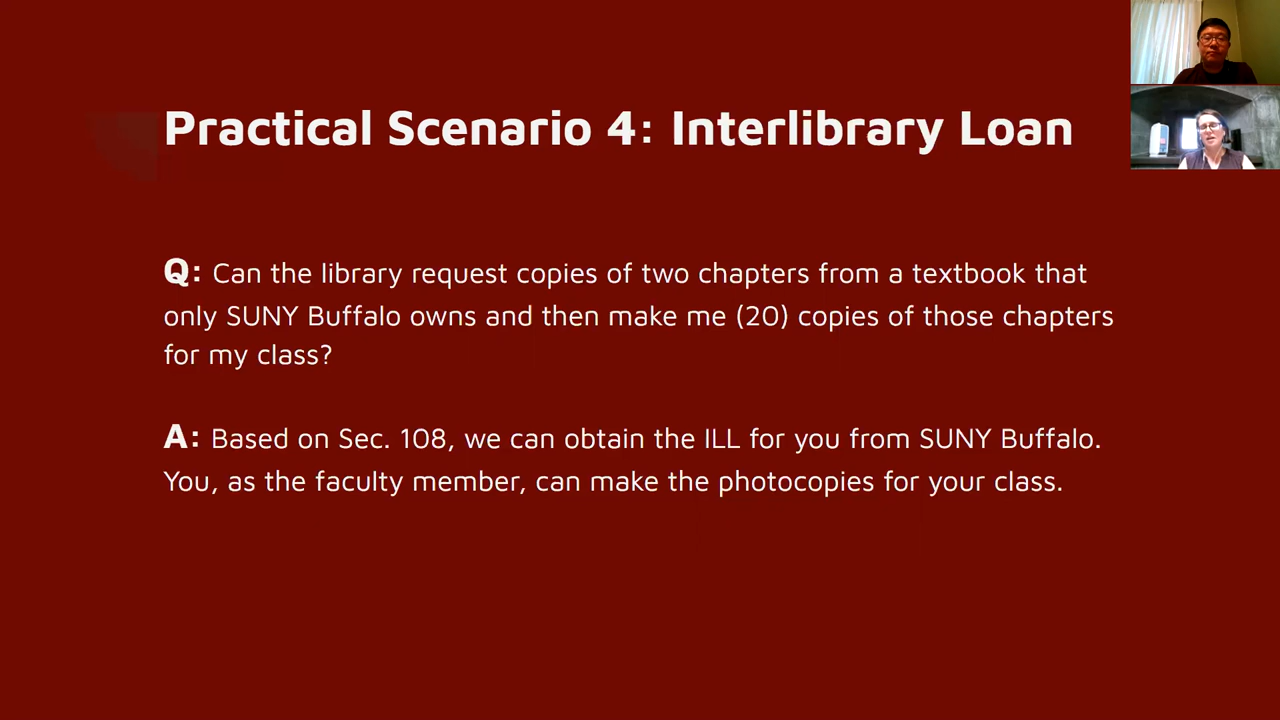 Practical Scenario 4: Interlibrary Loan
Q: Can the library request copies of two chapters from a textbook that
only SUNY Buffalo owns and then make me (20) copies of those chapters
for my class?
A: Based on Sec. 108, we can obtain the ILL for you from SUNY Buffalo.
You, as the faculty member, can make the photocopies for your class.